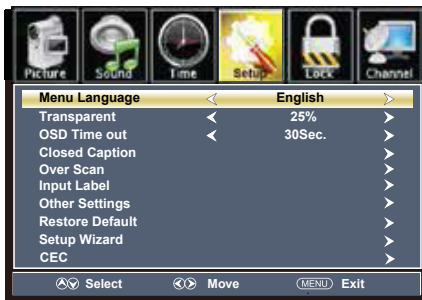 Picture Sound Time Setup Lock Channel
Menu Language English
Transparent 25%
OSD Time out 30Sec.
Closed Caption
Over Scan
Input Label
Other Settings
Restore Default
Setup Wizard
CEC
Select Move MENU Exit